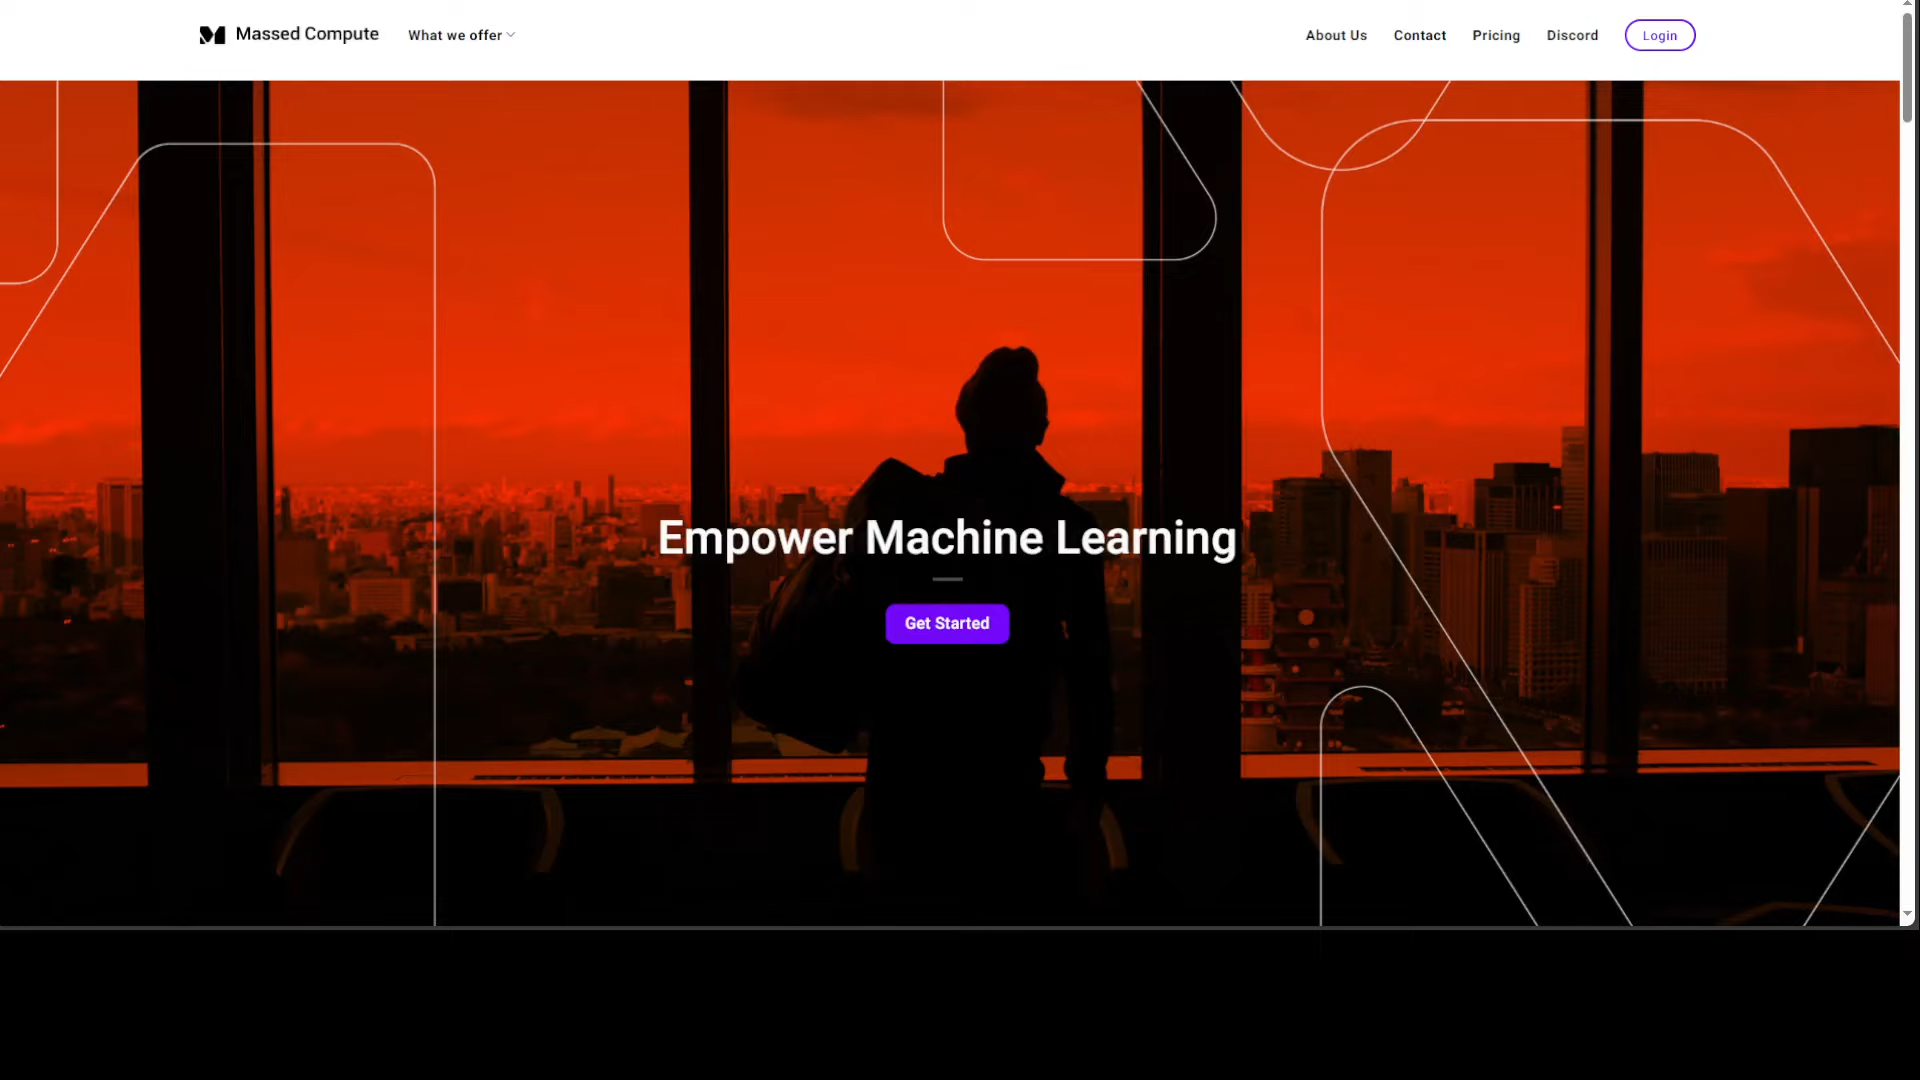 Massed Compute
What we offer
About Us
Contact
Pricing
Discord
Login
Empower Machine Learning
Get Started